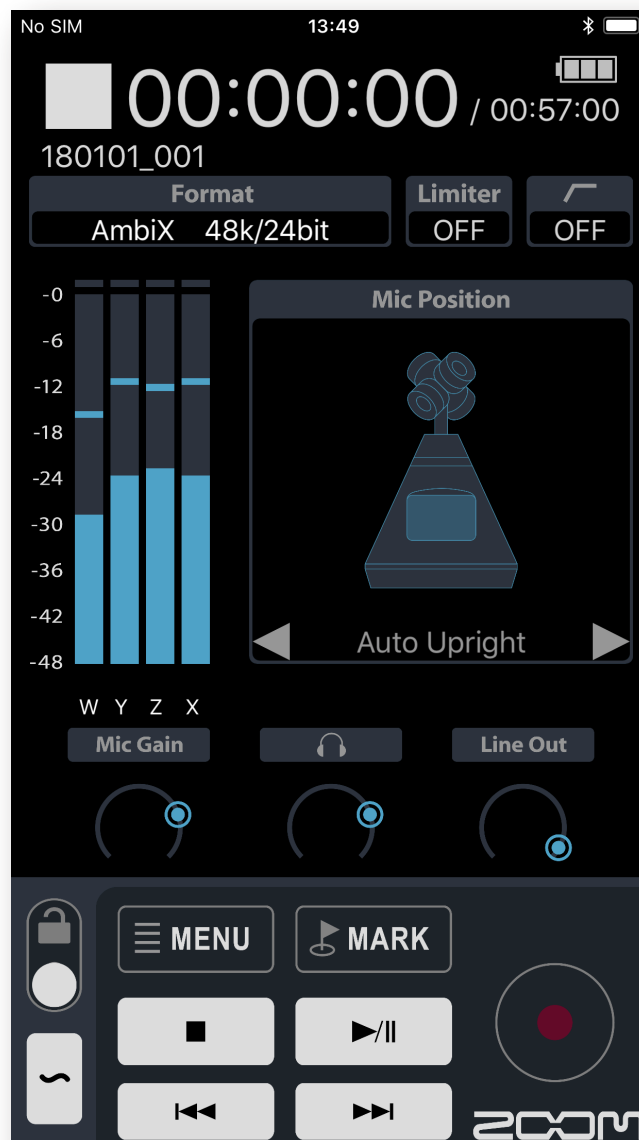 No SIM 13:49
00:00:00 / 00:57:00
180101_001
Format Limiter
AmbiX 48k/24bit OFF OFF
Mic Position
-0
-6
-12
-18
-24
-30
-36
-42
-48
Auto Upright
W Y Z X
Mic Gain Line Out
MENU MARK
ZOOM